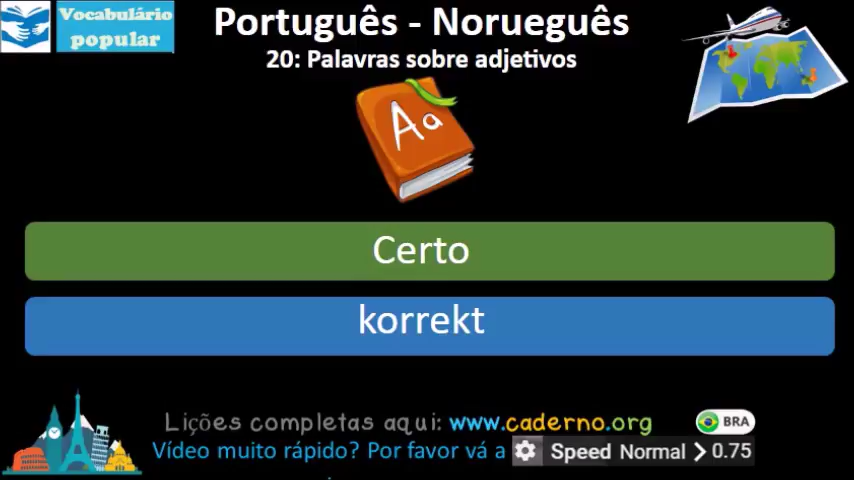 Vocabulário
popular
Português - Norueguês
20: Palavras sobre adjetivos
Aa
Certo
korrekt
Lições completas aqui: www.caderno.org
BRA
Vídeo muito rápido? Por favor vá a Speed Normal > 0.75